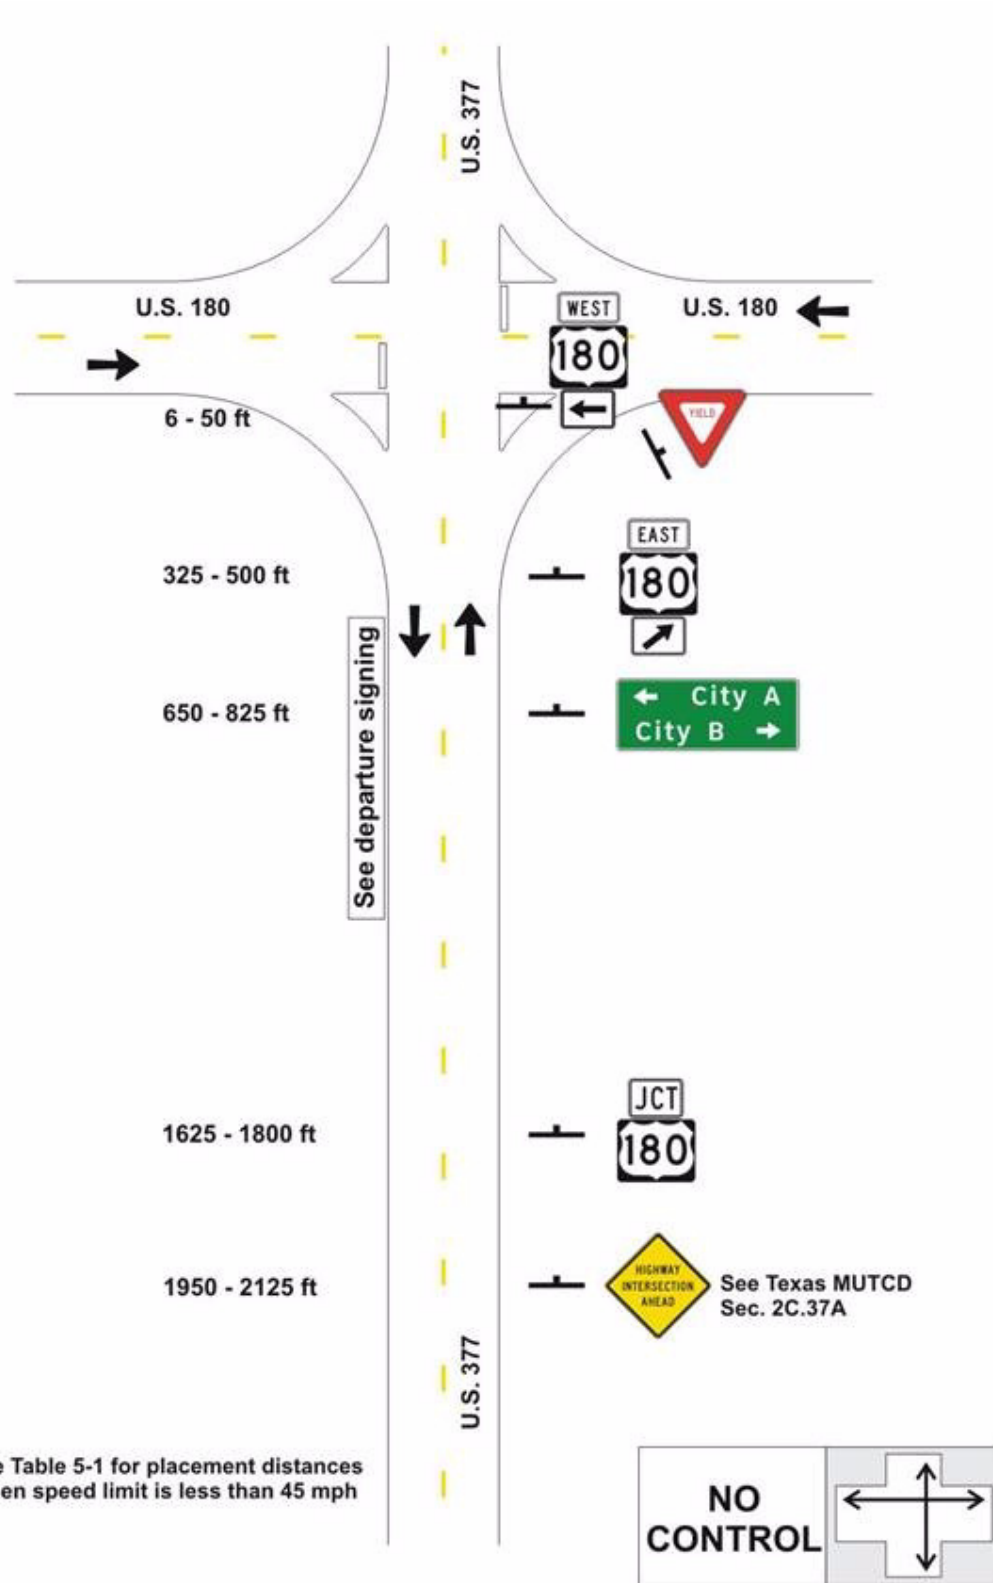 U.S. 377
U.S. 180
WEST
180
U.S. 180
6 - 50 ft
YIELD
325 - 500 ft
EAST
180
See departure signing
650 - 825 ft
← City A
City B →
1625 - 1800 ft
JCT
180
1950 - 2125 ft
HIGHWAY
INTERSECTION
AHEAD
See Texas MUTCD
Sec. 2C.37A
U.S. 377
e Table 5-1 for placement distances
en speed limit is less than 45 mph
NO
CONTROL